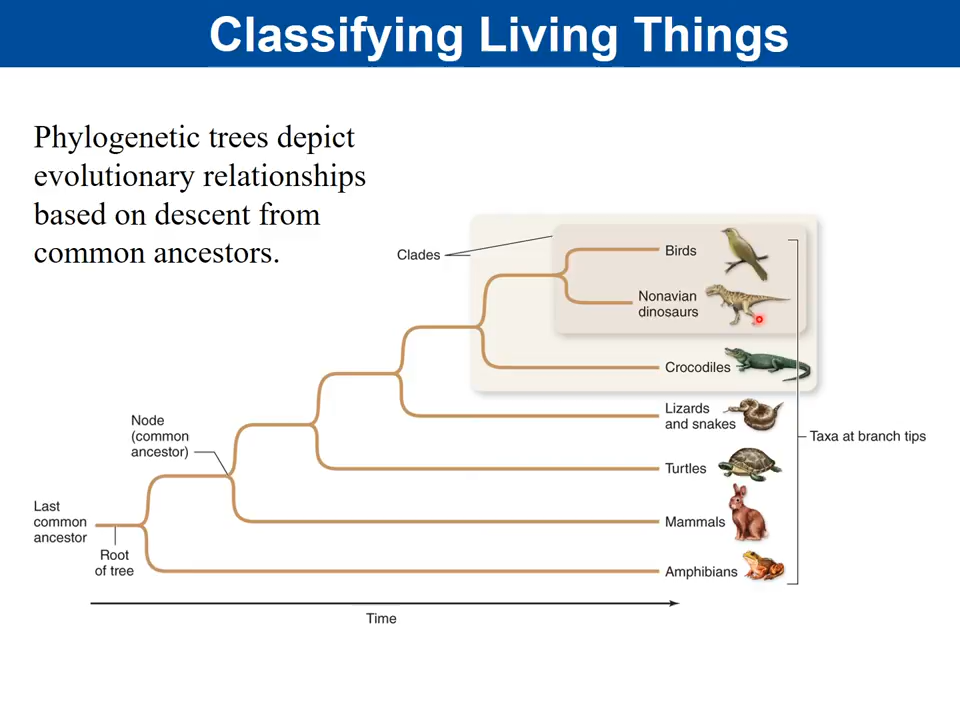 Classifying Living Things
Phylogenetic trees depict
evolutionary relationships
based on descent from
common ancestors.
Clades
Birds
Nonavian
dinosaurs
Crocodiles
Lizards
and snakes
Turtles
Mammals
Amphibians
Taxa at branch tips
Node
(common
ancestor)
Last
common
ancestor
Root
of tree
Time